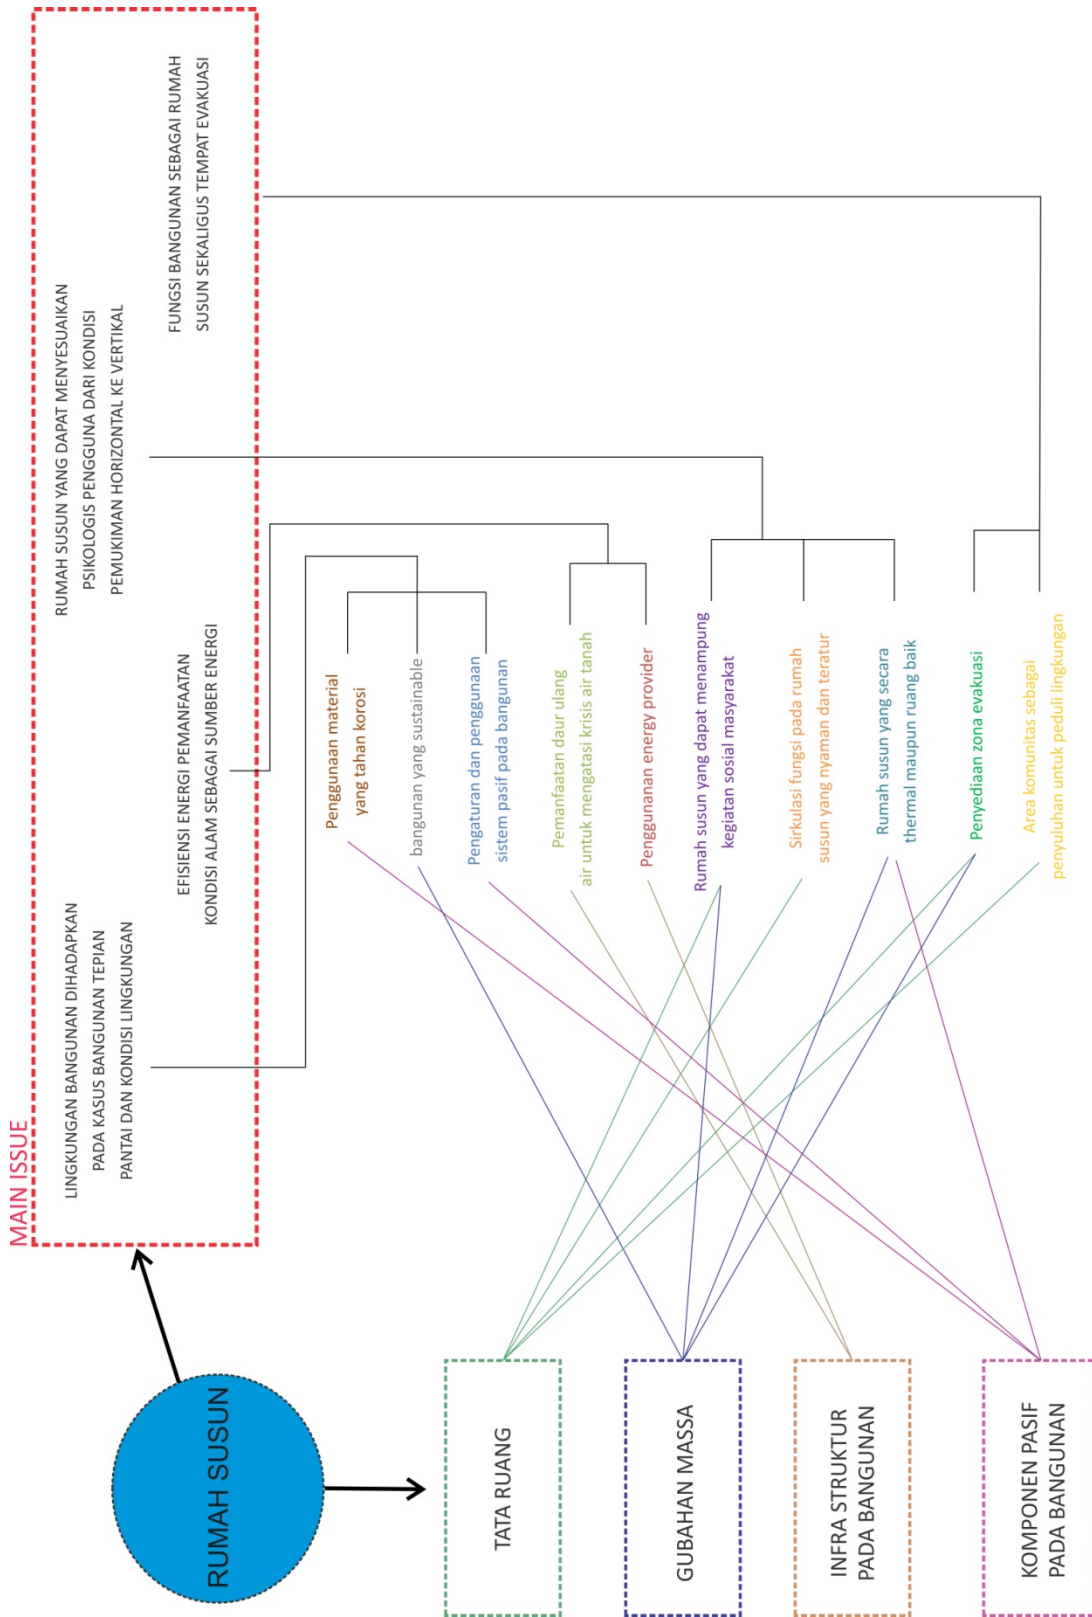 MAIN ISSUE
LINGKUNGAN BANGUNAN DIHADAPKAN
PADA KASUS BANGUNAN TEPIAN
PANTAI DAN KONDISI LINGKUNGAN
EFISIENSI ENERGI PEMANFAATAN
KONDISI ALAM SEBAGAI SUMBER ENERGI
RUMAH SUSUN YANG DAPAT MENYESUAIKAN
PSIKOLOGIS PENGGUNA DARI KONDISI
PEMUKIMAN HORIZONTAL KE VERTIKAL
FUNGSI BANGUNAN SEBAGAI RUMAH
SUSUN SEKALIGUS TEMPAT EVAKUASI
RUMAH SUSUN
Penggunaan material
yang tahan korosi
bangunan yang sustainable
Pengaturan dan penggunaan
sistem pasif pada bangunan
Pemanfaatan daur ulang
air untuk mengatasi krisis air tanah
Penggunanan energy provider
Rumah susun yang dapat menampung
kegiatan sosial masyarakat
Sirkulasi fungsi pada rumah
susun yang nyaman dan teratur
Rumah susun yang secara
thermal maupun ruang baik
Penyediaan zona evakuasi
Area komunitas sebagai
penyuluhan untuk peduli lingkungan
TATA RUANG
GUBAHAN MASSA
INFRA STRUKTUR
PADA BANGUNAN
KOMPONEN PASIF
PADA BANGUNAN